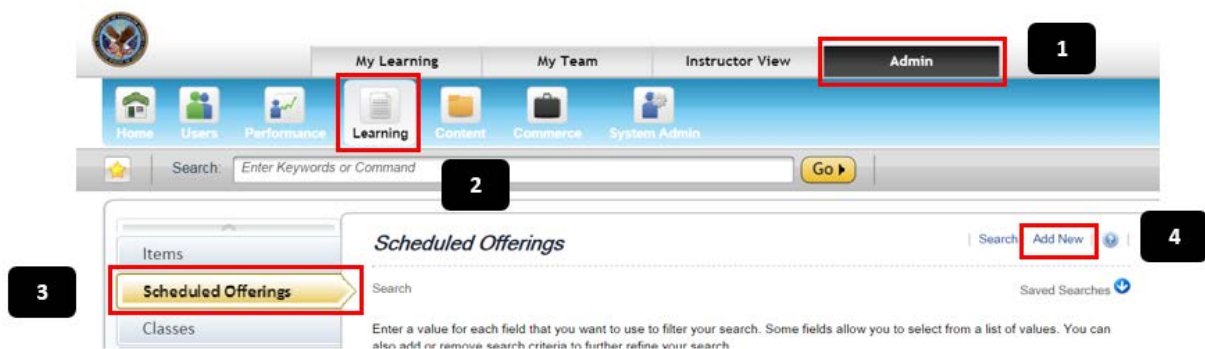 My Learning My Team Instructor View Admin 1
Home Users Performance Learning Content Commerce System Admin
Search: Enter Keywords or Command Go
2
Scheduled Offerings Search Add New 4
Items
3 Scheduled Offerings Search Saved Searches
Classes Enter a value for each field that you want to use to filter your search. Some fields allow you to select from a list of values. You can
also add or remove search criteria to further refine your search.